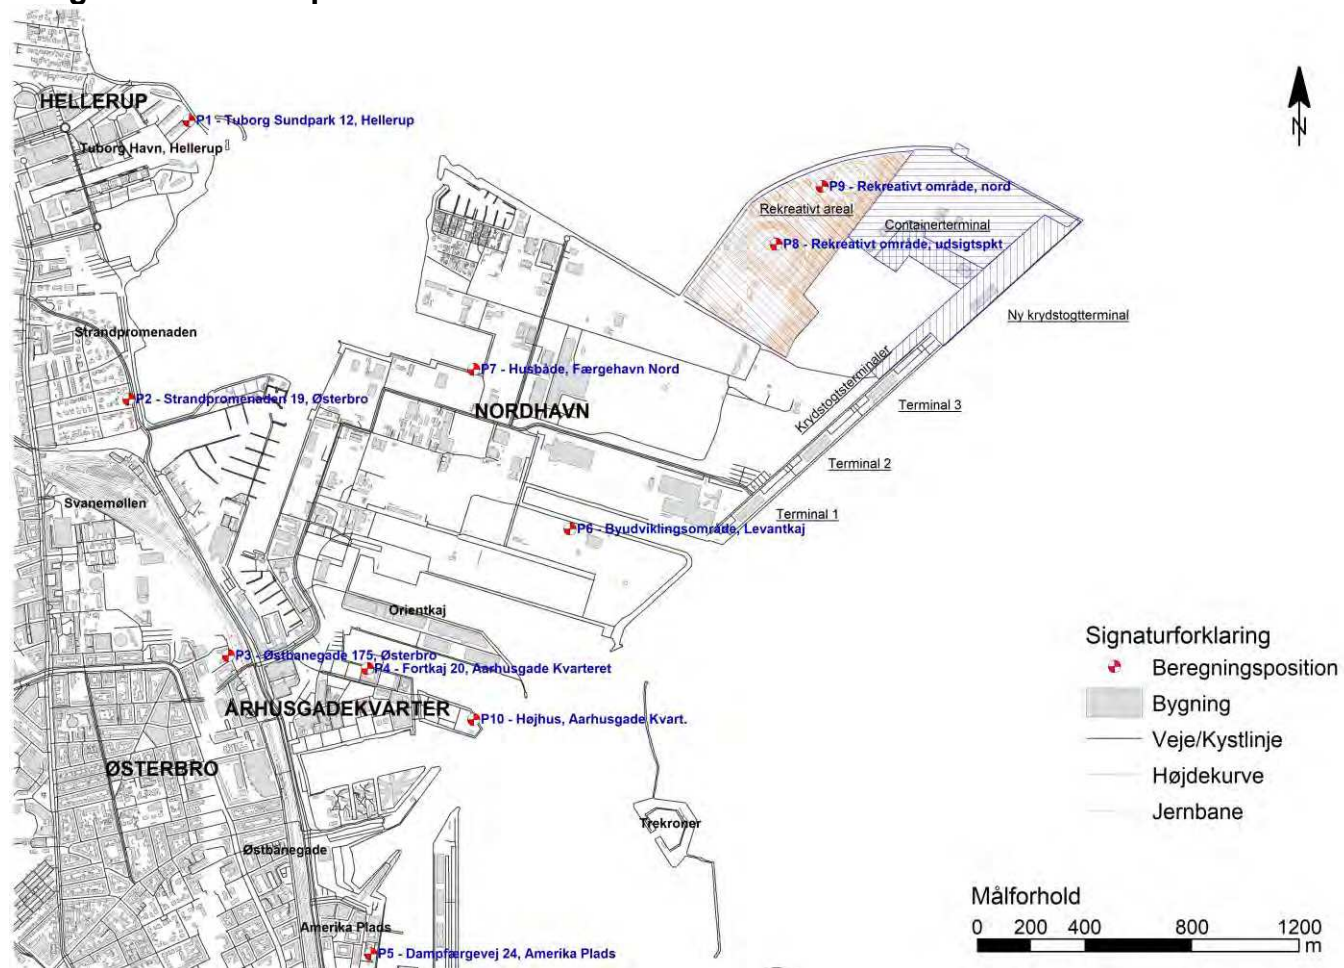 HELLERUP
P1 - Tuborg Sundpark 12, Hellerup
Tuborg Havn, Hellerup
N
P9 - Rekreativt område, nord
Rekreativt areal
Containerterminal
P8 - Rekreativt område, udsigtspkt
Ny krydstogtterminal
Strandpromenaden
P7 - Husbåde, Færgehavn Nord
Krydstogtsterminaler
P2 - Strandpromenaden 19, Østerbro
NORDHAVN
Terminal 3
Terminal 2
Svanemøllen
Terminal 1
P6 - Byudviklingsområde, Levantkaj
Orientkaj
P3 - Østbanegade 175, Østerbro
P4 - Fortkaj 20, Aarhusgade Kvarteret
ÅRHUSGADEKVARTER
P10 - Højhus, Aarhusgade Kvart.
ØSTERBRO
Trekroner
Østbanegade
Amerika Plads
P5 - Dampfærgevej 24, Amerika Plads
Signaturforklaring
Beregningsposition
Bygning
Veje/Kystlinje
Højdekurve
Jernbane
Målforhold
0 200 400 800 1200
m